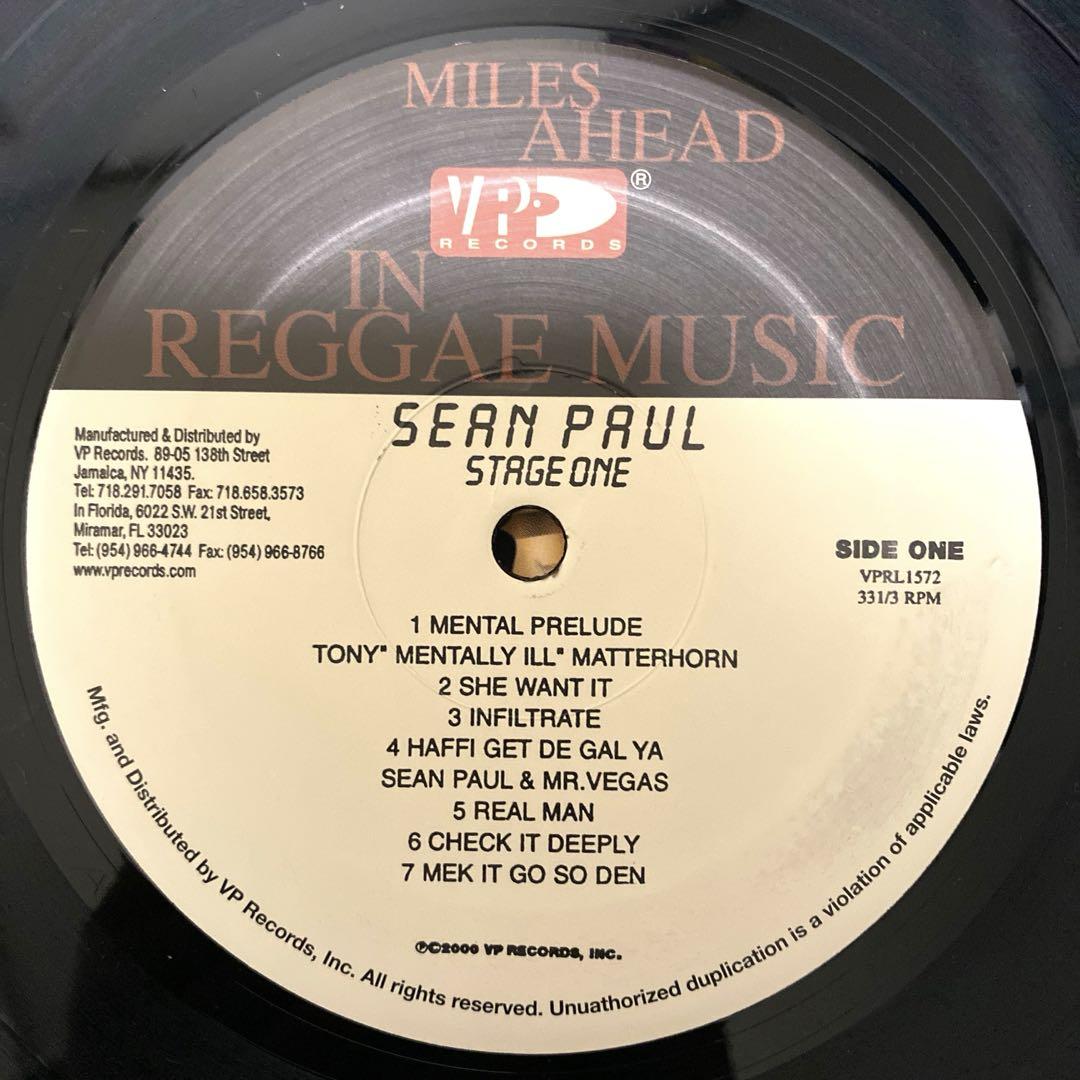 MILES
AHEAD
VP
RECORDS
®
IN
REGGAE MUSIC
SEAN PAUL
STAGE ONE
Manufactured & Distributed by
VP Records. 89-05 138th Street
Jamaica, NY 11435.
Tel: 718.291.7058 Fax: 718.658.3573
In Florida, 6022 S.W. 21st Street,
Miramar, FL 33023
Tel: (954) 966-4744 Fax: (954) 966-8766
www.vprecords.com
SIDE ONE
VPRL1572
331/3 RPM
1 MENTAL PRELUDE
TONY" MENTALLY ILL" MATTERHORN
2 SHE WANT IT
3 INFILTRATE
4 HAFFI GET DE GAL YA
SEAN PAUL & MR.VEGAS
5 REAL MAN
6 CHECK IT DEEPLY
7 MEK IT GO SO DEN
℗©2000 VP RECORDS, INC.
Mfg. and Distributed by VP Records, Inc. All rights reserved. Unuathorized duplication is a violation of applicable laws.